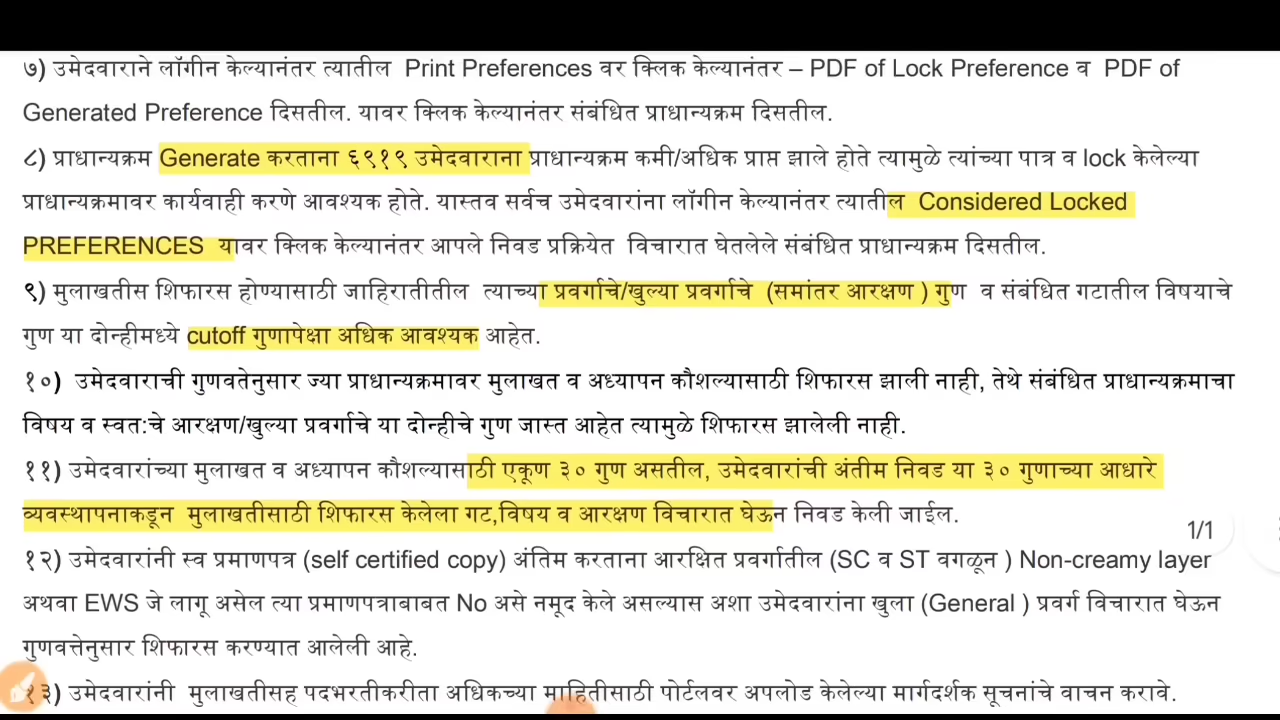 ७) उमेदवाराने लॉगीन केल्यानंतर त्यातील Print Preferences वर क्लिक केल्यानंतर – PDF of Lock Preference व PDF of
Generated Preference दिसतील. यावर क्लिक केल्यानंतर संबंधित प्राधान्यक्रम दिसतील.
८) प्राधान्यक्रम Generate करताना ६९१९ उमेदवाराना प्राधान्यक्रम कमी/अधिक प्राप्त झाले होते त्यामुळे त्यांच्या पात्र व lock केलेल्या
प्राधान्यक्रमावर कार्यवाही करणे आवश्यक होते. यास्तव सर्वच उमेदवारांना लॉगीन केल्यानंतर त्यातील Considered Locked
PREFERENCES यावर क्लिक केल्यानंतर आपले निवड प्रक्रियेत विचारात घेतलेले संबंधित प्राधान्यक्रम दिसतील.
९) मुलाखतीस शिफारस होण्यासाठी जाहिरातीतील त्याच्या प्रवर्गाचे/खुल्या प्रवर्गाचे (समांतर आरक्षण ) गुण व संबंधित गटातील विषयाचे
गुण या दोन्हीमध्ये cutoff गुणापेक्षा अधिक आवश्यक आहेत.
१०) उमेदवाराची गुणवतेनुसार ज्या प्राधान्यक्रमावर मुलाखत व अध्यापन कौशल्यासाठी शिफारस झाली नाही, तेथे संबंधित प्राधान्यक्रमाचा
विषय व स्वत:चे आरक्षण/खुल्या प्रवर्गाचे या दोन्हीचे गुण जास्त आहेत त्यामुळे शिफारस झालेली नाही.
११) उमेदवारांच्या मुलाखत व अध्यापन कौशल्यासाठी एकूण ३० गुण असतील, उमेदवारांची अंतीम निवड या ३० गुणाच्या आधारे
व्यवस्थापनाकडून मुलाखतीसाठी शिफारस केलेला गट,विषय व आरक्षण विचारात घेऊन निवड केली जाईल.
1/1
१२) उमेदवारांनी स्व प्रमाणपत्र (self certified copy) अंतिम करताना आरक्षित प्रवर्गातील (SC व ST वगळून ) Non-creamy layer
अथवा EWS जे लागू असेल त्या प्रमाणपत्राबाबत No असे नमूद केले असल्यास अशा उमेदवारांना खुला (General ) प्रवर्ग विचारात घेऊन
गुणवत्तेनुसार शिफारस करण्यात आलेली आहे.
१३) उमेदवारांनी मुलाखतीसह पदभरतीकरीता अधिकच्या माहितीसाठी पोर्टलवर अपलोड केलेल्या मार्गदर्शक सूचनांचे वाचन करावे.